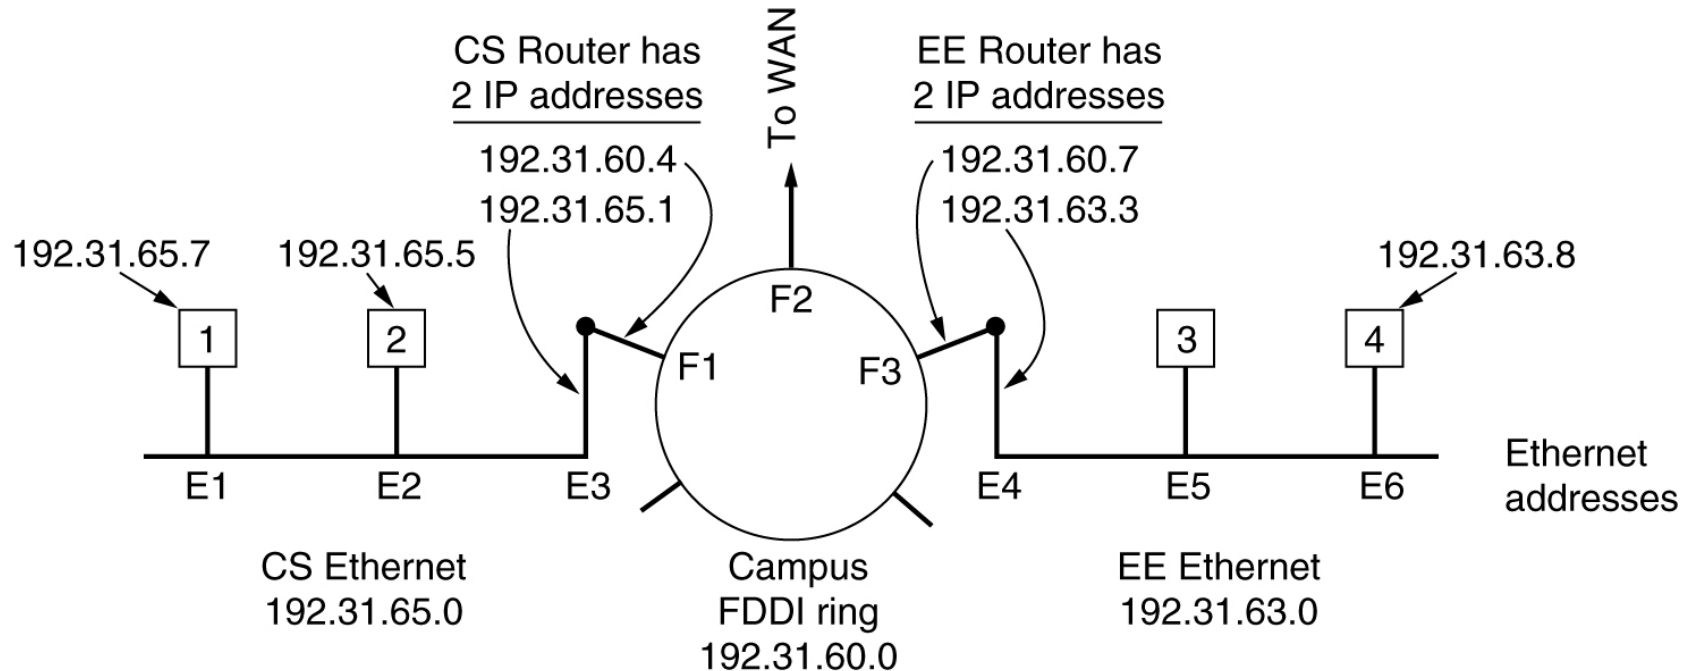 CS Router has
2 IP addresses
192.31.60.4
192.31.65.1
To WAN
EE Router has
2 IP addresses
192.31.60.7
192.31.63.3
192.31.65.7
192.31.65.5
192.31.63.8
1
2
3
4
F2
F1
F3
E1
E2
E3
E4
E5
E6
Ethernet
addresses
CS Ethernet
192.31.65.0
Campus
FDDI ring
192.31.60.0
EE Ethernet
192.31.63.0